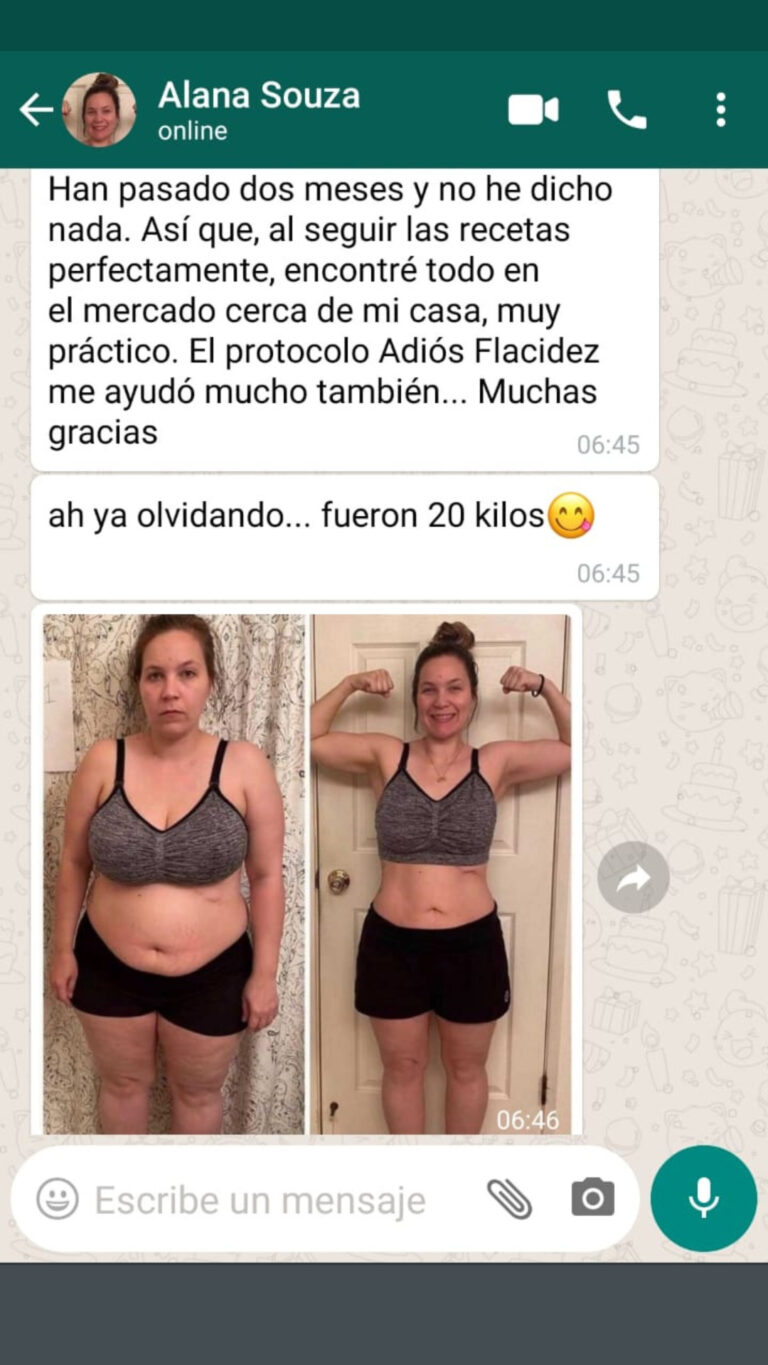 Alana Souza
online
Han pasado dos meses y no he dicho
nada. Así que, al seguir las recetas
perfectamente, encontré todo en
el mercado cerca de mi casa, muy
práctico. El protocolo Adiós Flacidez
me ayudó mucho también... Muchas
gracias
06:45
ah ya olvidando... fueron 20 kilos😋
06:45
1
06:46
Escribe un mensaje